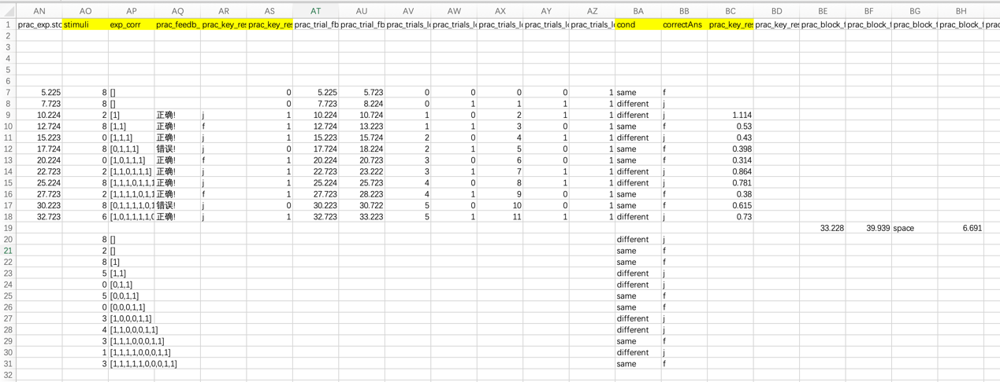 AN AO AP AQ AR AS AT AU AV AW AX AY AZ BA BB BC BD BE BF BG BH
1 prac_exp.sto stimuli exp_corr prac_feedb_ prac_key_res prac_key_res prac_trial_fb prac_trial_fb prac_trials_lo prac_trials_lo prac_trials_lo prac_trials_lo prac_trials_lo cond correctAns prac_key_res prac_key_res prac_block_f prac_block_f prac_block_f prac_block_f prac
2
3
4
5
6
7 5.225 8 [] 0 5.225 5.723 0 0 0 0 1 same f
8 7.723 8 [] 0 7.723 8.224 0 1 1 1 1 different j
9 10.224 2 [1] 正确! j 1 10.224 10.724 1 0 2 1 1 different j 1.114
10 12.724 8 [1,1] 正确! f 1 12.724 13.223 1 1 3 0 1 same f 0.53
11 15.223 0 [1,1,1] 正确! j 1 15.223 15.724 2 0 4 1 1 different j 0.43
12 17.724 8 [0,1,1,1] 错误! j 0 17.724 18.224 2 1 5 0 1 same f 0.398
13 20.224 0 [1,0,1,1,1] 正确! f 1 20.224 20.723 3 0 6 0 1 same f 0.314
14 22.723 2 [1,1,0,1,1,1] 正确! j 1 22.723 23.222 3 1 7 1 1 different j 0.864
15 25.224 8 [1,1,1,0,1,1,1 正确! j 1 25.224 25.723 4 0 8 1 1 different j 0.781
16 27.723 2 [1,1,1,1,0,1,1 正确! f 1 27.723 28.223 4 1 9 0 1 same f 0.38
17 30.223 8 [0,1,1,1,1,0,1 错误! j 0 30.223 30.722 5 0 10 0 1 same f 0.615
18 32.723 6 [1,0,1,1,1,1,0 正确! j 1 32.723 33.223 5 1 11 1 1 different j 0.73
19 33.228 39.939 space 6.691
20 8 [] different j
21 2 [] same f
22 8 [1] same f
23 5 [1,1] different j
24 0 [0,1,1] different j
25 5 [0,0,1,1] same f
26 0 [0,0,0,1,1] same f
27 3 [1,0,0,0,1,1] different j
28 4 [1,1,0,0,0,1,1] different j
29 3 [1,1,1,0,0,0,1,1] same f
30 1 [1,1,1,1,0,0,0,1,1] different j
31 3 [1,1,1,1,1,0,0,0,1,1] same f
32